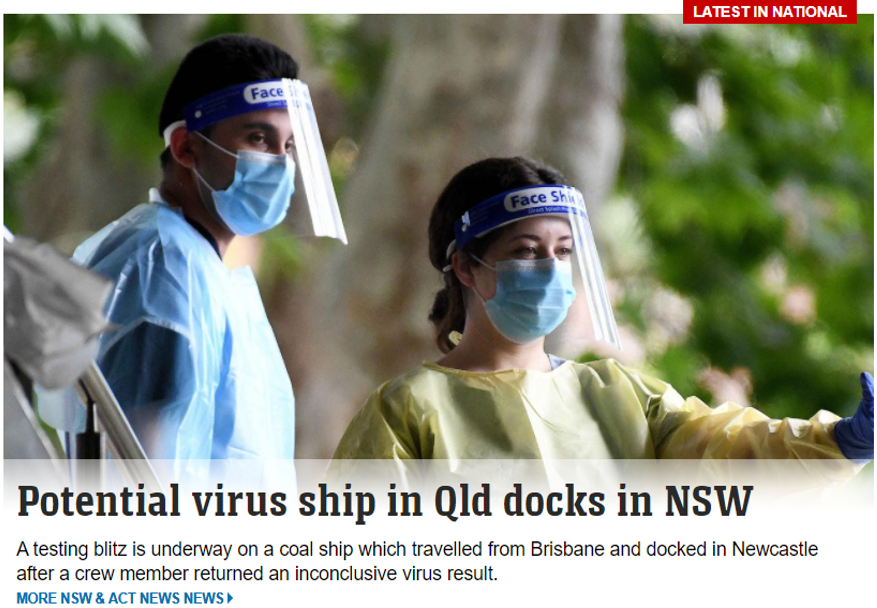 LATEST IN NATIONAL
Face S
Face Shi
Potential virus ship in Qld docks in NSW
A testing blitz is underway on a coal ship which travelled from Brisbane and docked in Newcastle
after a crew member returned an inconclusive virus result.
MORE NSW & ACT NEWS NEWS